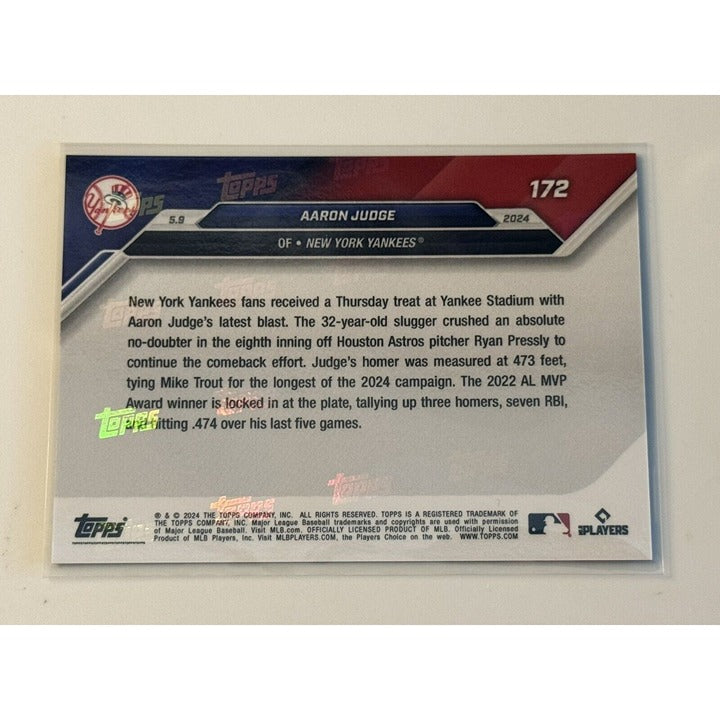 Yankees
TOPPS
172
5.9
AARON JUDGE
2024
OF • NEW YORK YANKEES®
New York Yankees fans received a Thursday treat at Yankee Stadium with
Aaron Judge's latest blast. The 32-year-old slugger crushed an absolute
no-doubter in the eighth inning off Houston Astros pitcher Ryan Pressly to
continue the comeback effort. Judge's homer was measured at 473 feet,
tying Mike Trout for the longest of the 2024 campaign. The 2022 AL MVP
Award winner is locked in at the plate, tallying up three homers, seven RBI,
and hitting .474 over his last five games.
TOPPS
topps
® & © 2024 THE TOPPS COMPANY, INC. ALL RIGHTS RESERVED. TOPPS IS A REGISTERED TRADEMARK OF
THE TOPPS COMPANY, INC. Major League Baseball trademarks and copyrights are used with permission
of Major League Baseball. Visit MLB.com. OFFICIALLY LICENSED PRODUCT OF MLB. Officially Licensed
Product of MLB Players, Inc. Visit MLBPLAYERS.com, the Players Choice on the web. WWW.TOPPS.COM
PLAYERS